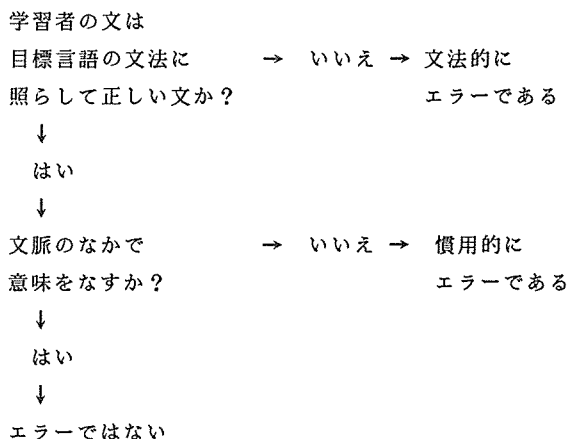 学習者の文は
目標言語の文法に → いいえ → 文法的に
照らして正しい文か？ エラーである
↓
はい
↓
文脈のなかで → いいえ → 慣用的に
意味をなすか？ エラーである
↓
はい
↓
エラーではない